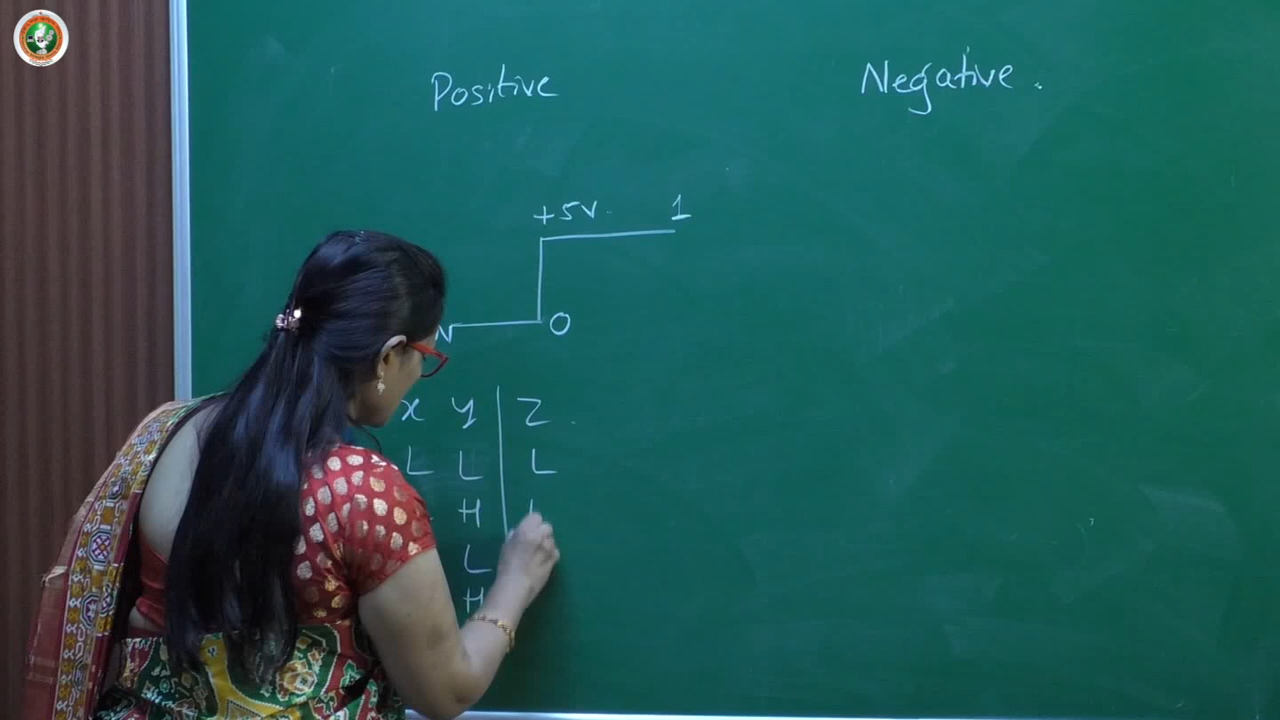 Positive Negative.
+5V. 1
0
x y z.
L L L
H
L
H